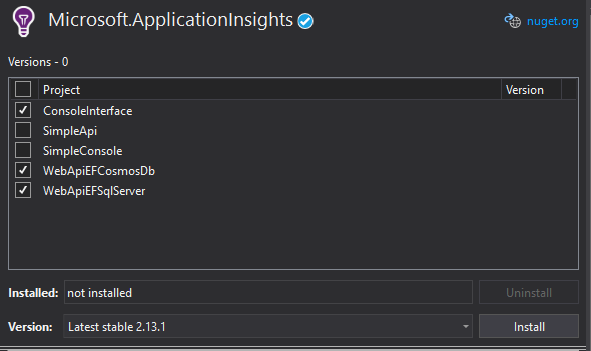 Microsoft.ApplicationInsights
nuget.org
Versions - 0
Project Version
ConsoleInterface
SimpleApi
SimpleConsole
WebApiEFCosmosDb
WebApiEFSqlServer
Installed: not installed Uninstall
Version: Latest stable 2.13.1 Install